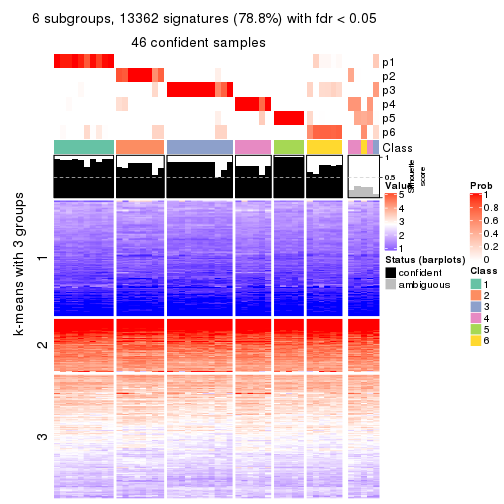 6 subgroups, 13362 signatures (78.8%) with fdr < 0.05
46 confident samples
p1
p2
p3
p4
p5
p6
Class
1
0.5
Silhouette
score
k-means with 3 groups
1
2
3
Value
5
4
3
2
1
Status (barplots)
confident
ambiguous
Prob
1
0.8
0.6
0.4
0.2
0
Class
1
2
3
4
5
6